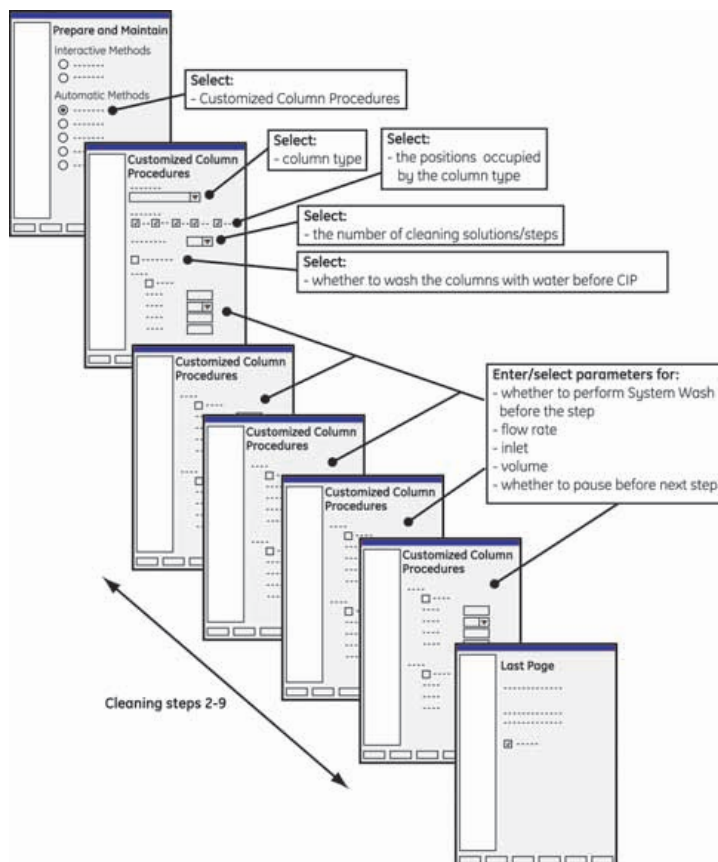 Prepare and Maintain
Interactive Methods
Automatic Methods
Select:
- Customized Column Procedures
Customized Column
Procedures
Select:
- column type
Select:
- the positions occupied
by the column type
Select:
- the number of cleaning solutions/steps
Select:
- whether to wash the columns with water before CIP
Customized Column
Procedures
Customized Column
Procedures
Customized Column
Procedures
Customized Column
Procedures
Enter/select parameters for:
- whether to perform System Wash
before the step
- flow rate
- inlet
- volume
- whether to pause before next step
Cleaning steps 2-9
Last Page